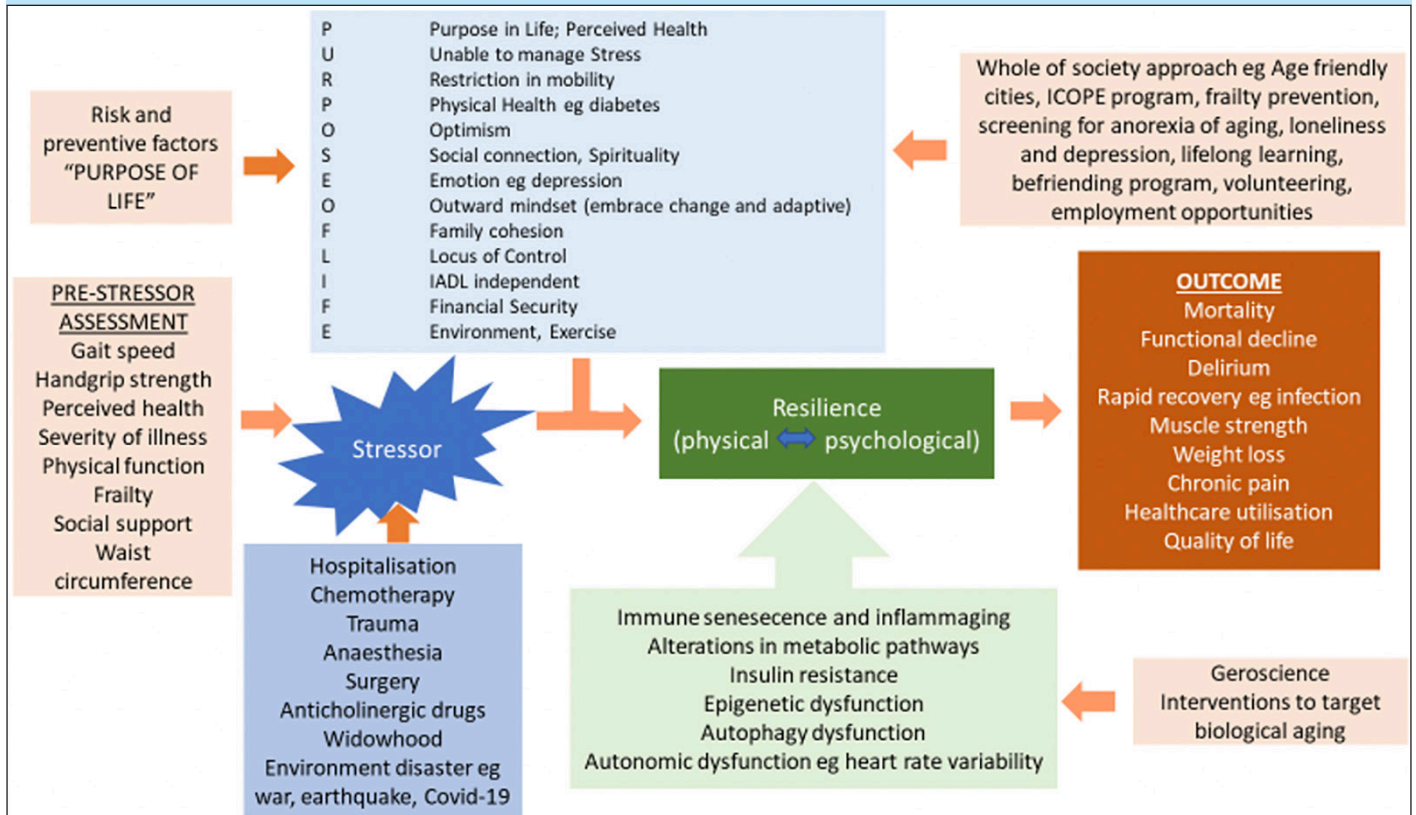 P Purpose in Life; Perceived Health
U Unable to manage Stress
R Restriction in mobility
P Physical Health eg diabetes
O Optimism
S Social connection, Spirituality
E Emotion eg depression
O Outward mindset (embrace change and adaptive)
F Family cohesion
L Locus of Control
I IADL independent
F Financial Security
E Environment, Exercise
Risk and
preventive factors
“PURPOSE OF
LIFE”
Whole of society approach eg Age friendly
cities, ICOPE program, frailty prevention,
screening for anorexia of aging, loneliness
and depression, lifelong learning,
befriending program, volunteering,
employment opportunities
PRE-STRESSOR
ASSESSMENT
Gait speed
Handgrip strength
Perceived health
Severity of illness
Physical function
Frailty
Social support
Waist
circumference
Stressor
Resilience
(physical psychological)
OUTCOME
Mortality
Functional decline
Delirium
Rapid recovery eg infection
Muscle strength
Weight loss
Chronic pain
Healthcare utilisation
Quality of life
Hospitalisation
Chemotherapy
Trauma
Anaesthesia
Surgery
Anticholinergic drugs
Widowhood
Environment disaster eg
war, earthquake, Covid-19
Immune senesecence and inflammaging
Alterations in metabolic pathways
Insulin resistance
Epigenetic dysfunction
Autophagy dysfunction
Autonomic dysfunction eg heart rate variability
Geroscience
Interventions to target
biological aging